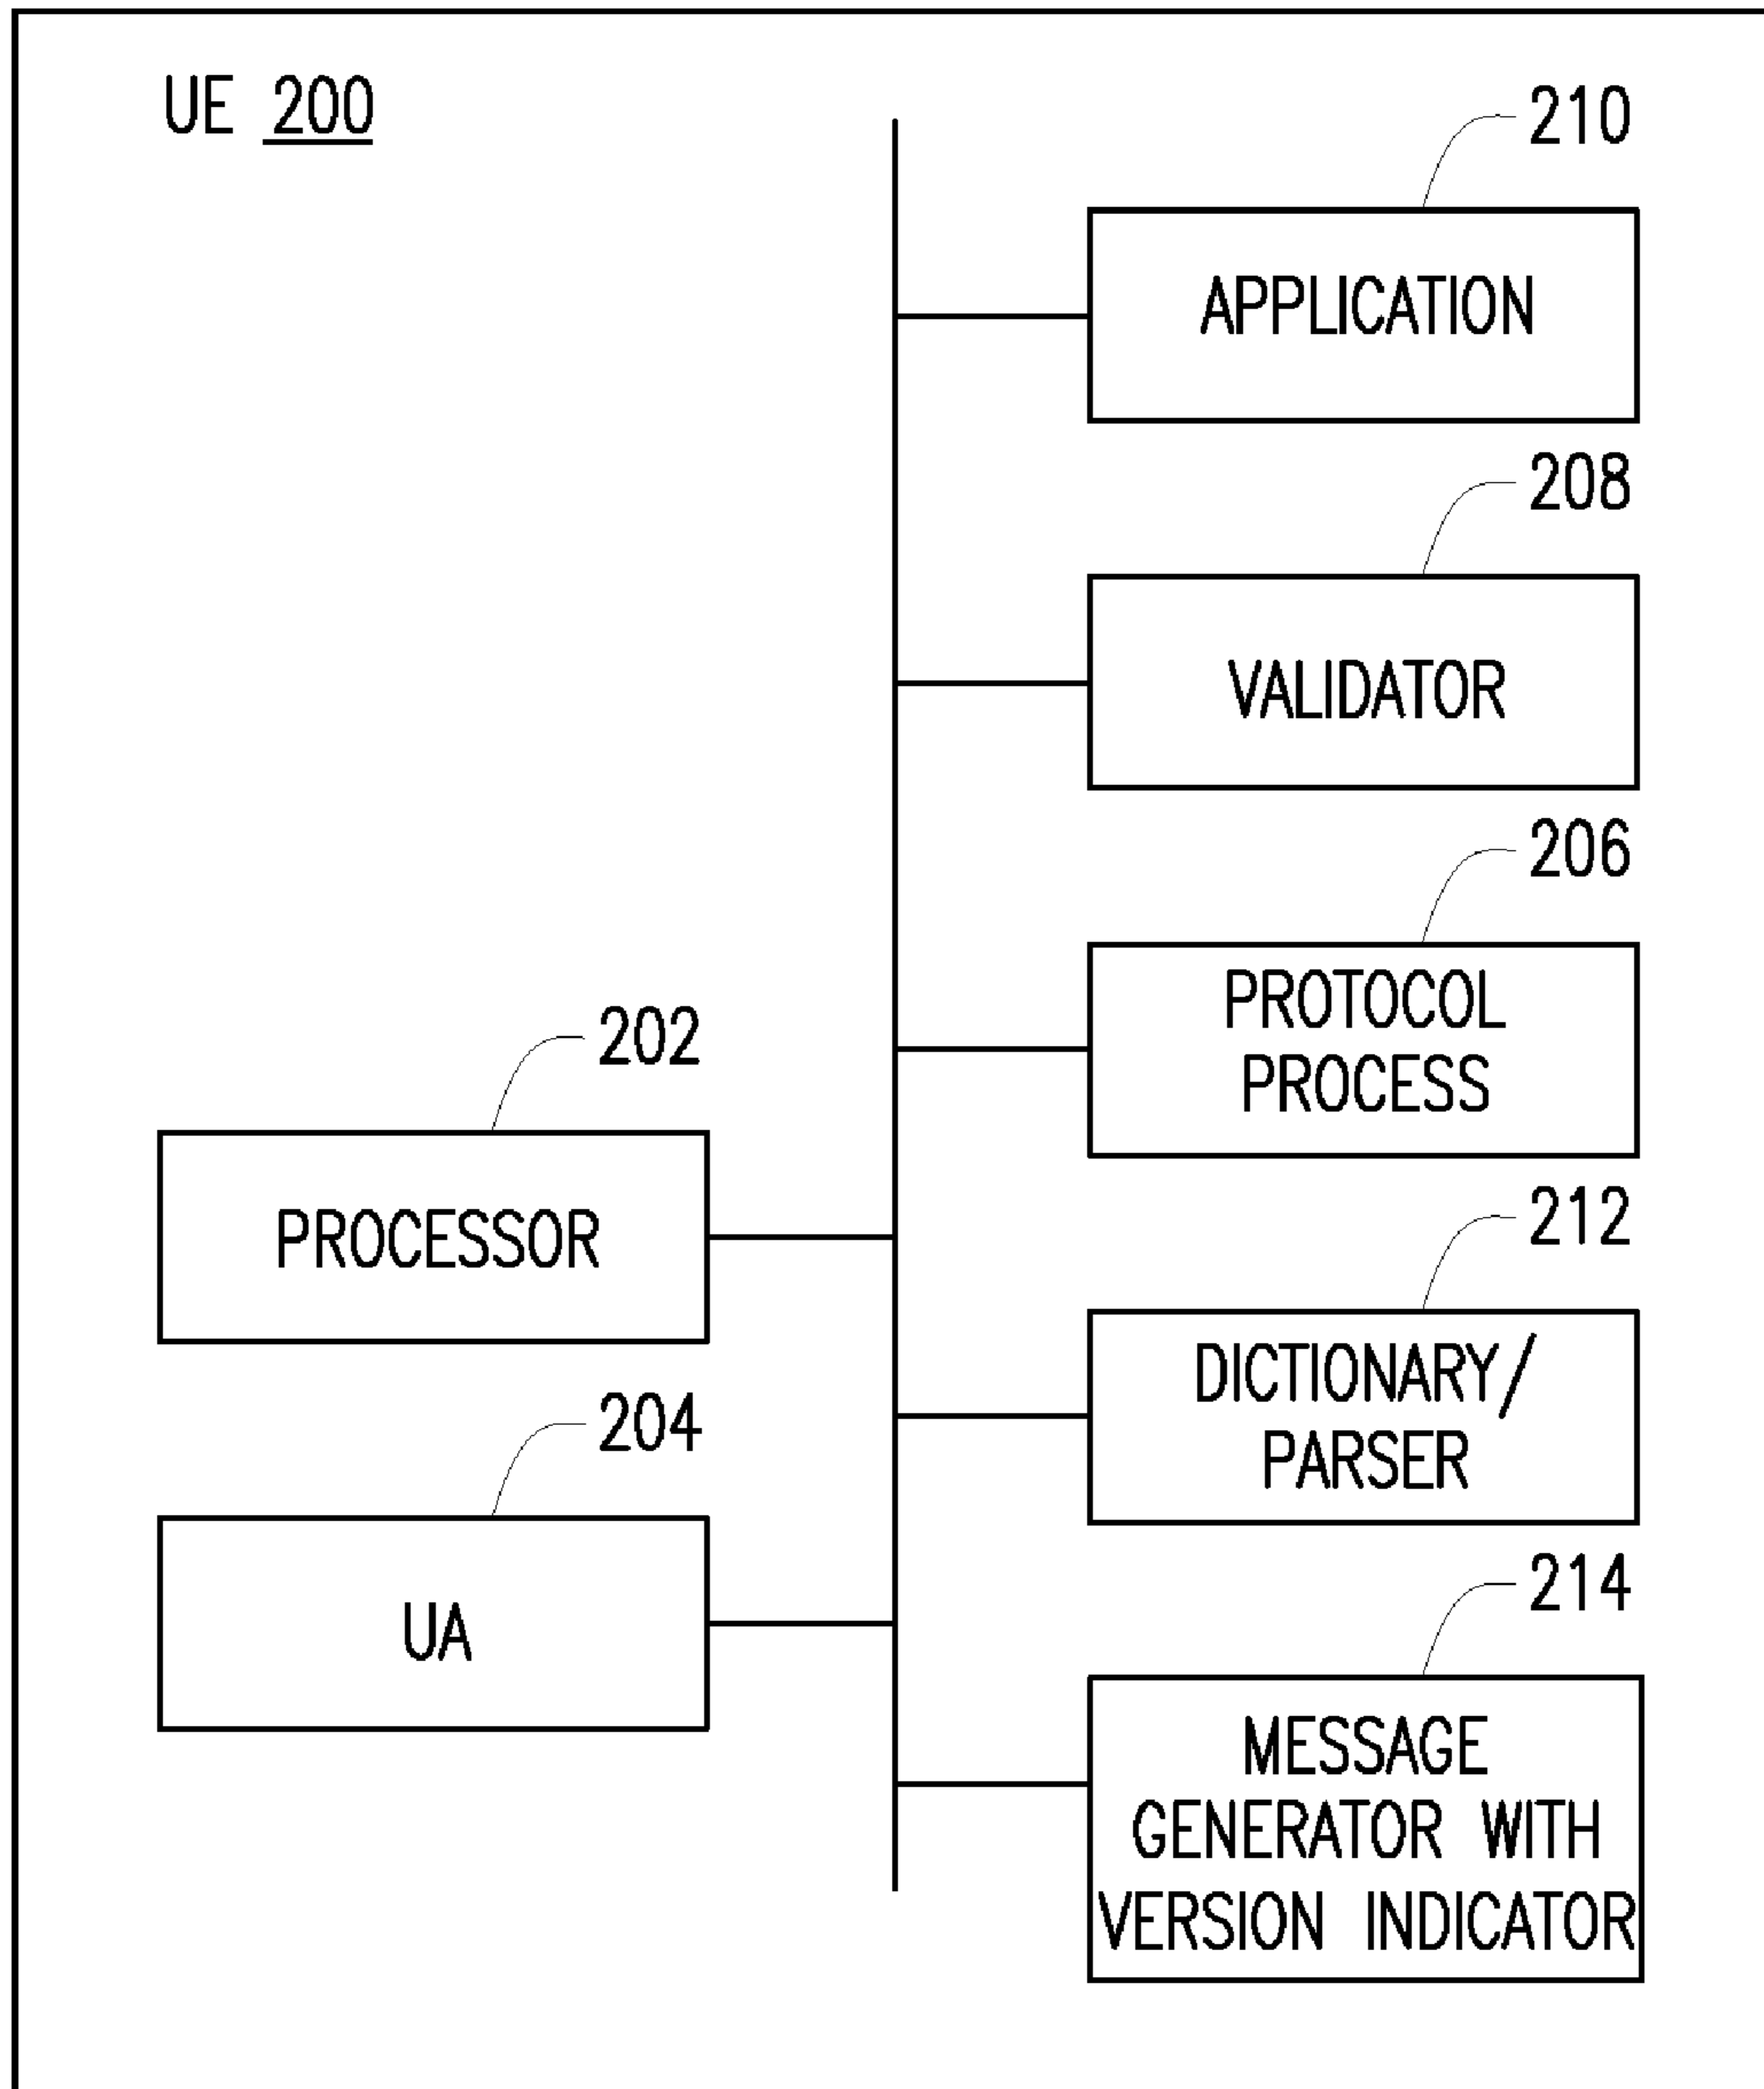 UE 200
210
APPLICATION
208
VALIDATOR
206
PROTOCOL
PROCESS
202
PROCESSOR
212
DICTIONARY/
PARSER
204
UA
214
MESSAGE
GENERATOR WITH
VERSION INDICATOR